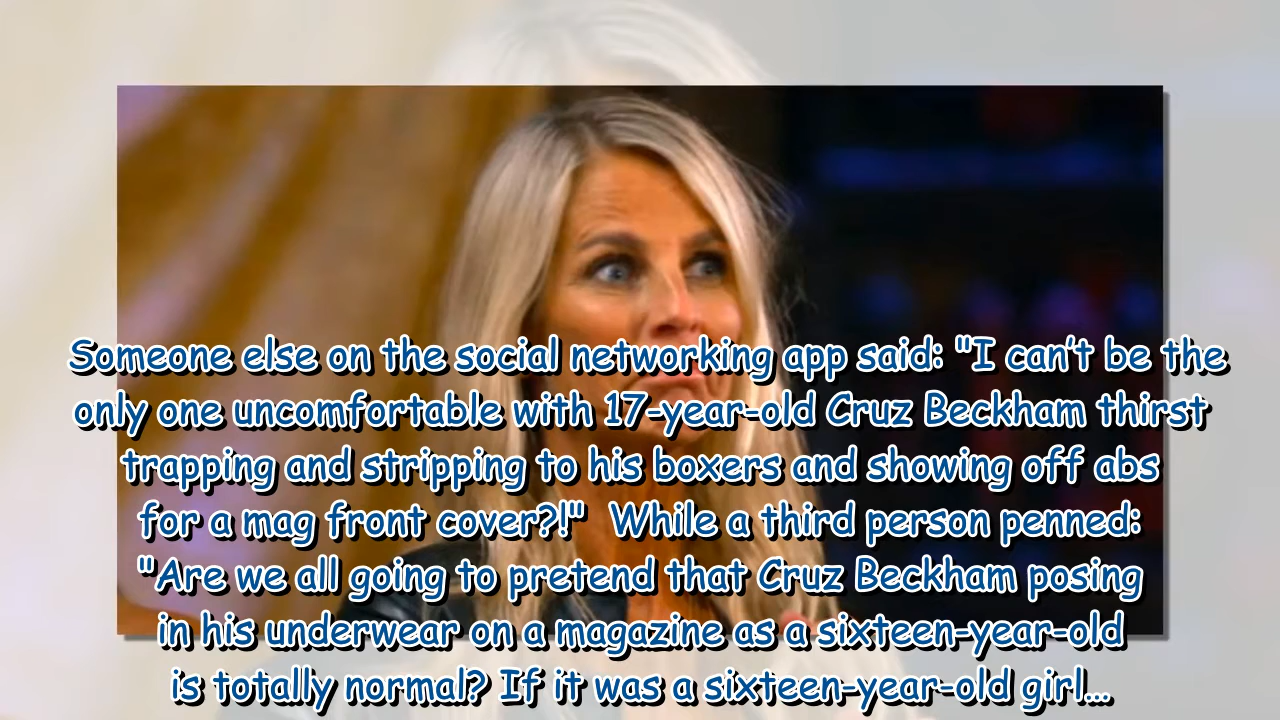 Someone else on the social networking app said: "I can't be the
only one uncomfortable with 17-year-old Cruz Beckham thirst
trapping and stripping to his boxers and showing off abs
for a mag front cover?!"  While a third person penned:
"Are we all going to pretend that Cruz Beckham posing
in his underwear on a magazine as a sixteen-year-old
is totally normal? If it was a sixteen-year-old girl...